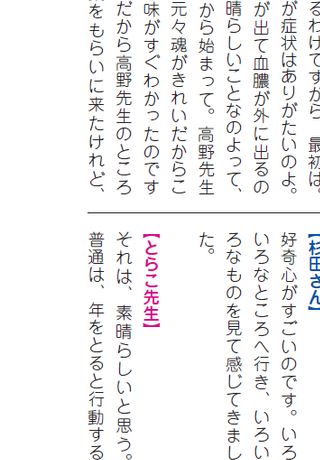 るわけですから、最初は。
が症状はありがたいのよ。
が出て血膿が外に出るの
晴らしいことなのよって、
から始まって。高野先生
元々魂がきれいだからこ
味がすぐわかったのです
だから高野先生のところ
をもらいに来たけれど、
【杉田さん】
好奇心がすごいのです。いろ
いろなところへ行き、いろい
ろなものを見て感じてきまし
た。
【とらこ先生】
それは、素晴らしいと思う。
普通は、年をとると行動する